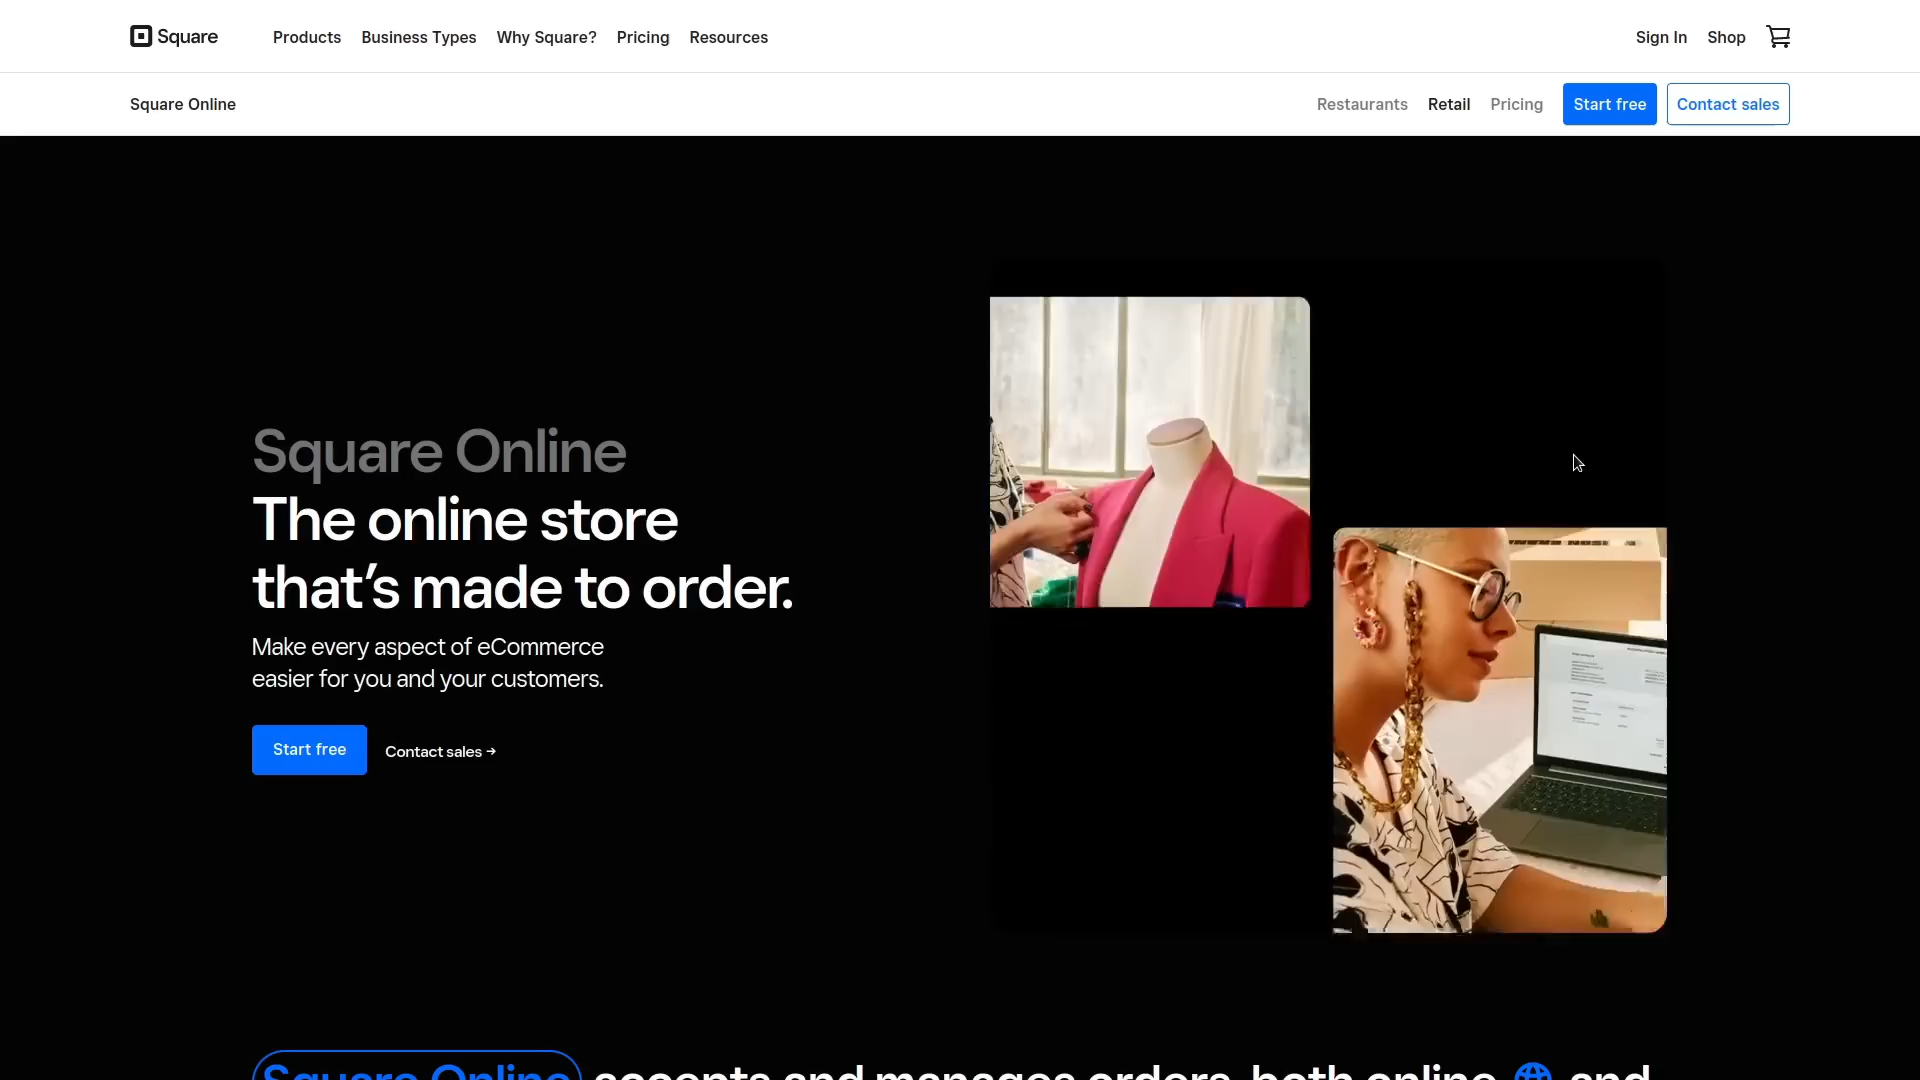 Square
Products
Business Types
Why Square?
Pricing
Resources
Sign In
Shop
Square Online
Restaurants
Retail
Pricing
Start free
Contact sales
Square Online
The online store
that’s made to order.
Make every aspect of eCommerce
easier for you and your customers.
Start free
Contact sales →
Square Online accepts and manages orders, both online and